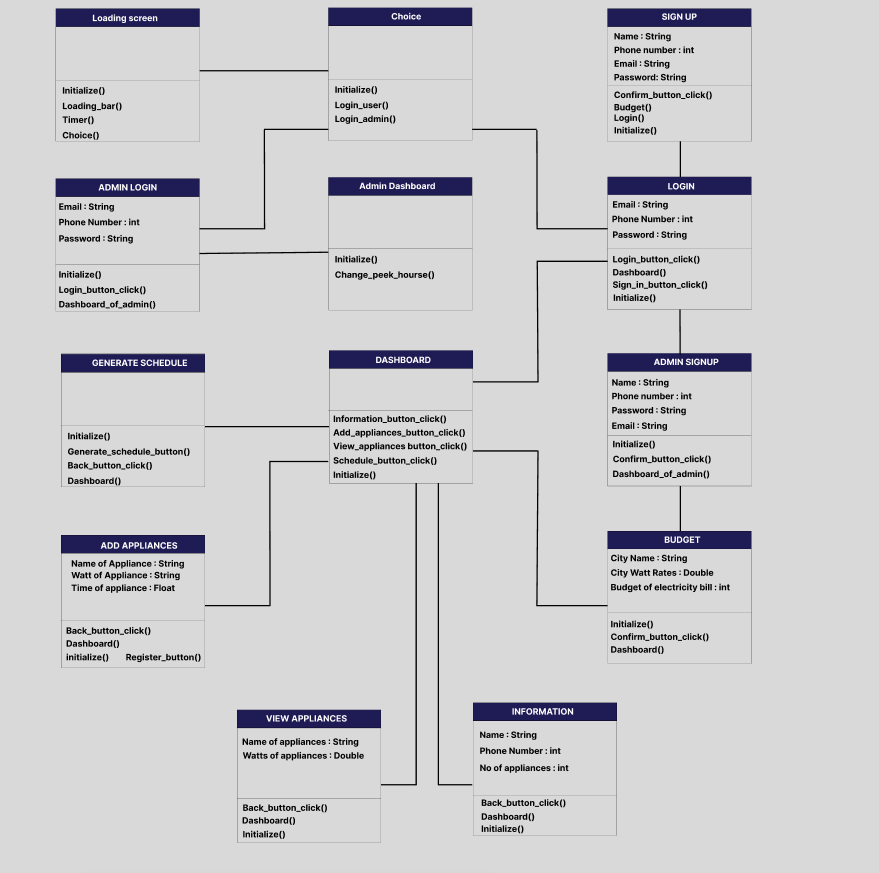 Loading screen
Initialize()
Loading_bar()
Timer()
Choice()
Choice
Initialize()
Login_user()
Login_admin()
SIGN UP
Name : String
Phone number : int
Email : String
Password: String
Confirm_button_click()
Budget()
Login()
Initialize()
ADMIN LOGIN
Email : String
Phone Number : int
Password : String
Initialize()
Login_button_click()
Dashboard_of_admin()
Admin Dashboard
Initialize()
Change_peek_hourse()
LOGIN
Email : String
Phone Number : int
Password : String
Login_button_click()
Dashboard()
Sign_in_button_click()
Initialize()
GENERATE SCHEDULE
Initialize()
Generate_schedule_button()
Back_button_click()
Dashboard()
DASHBOARD
Information_button_click()
Add_appliances_button_click()
View_appliances button_click()
Schedule_button_click()
Initialize()
ADMIN SIGNUP
Name : String
Phone number : int
Password : String
Email : String
Initialize()
Confirm_button_click()
Dashboard_of_admin()
ADD APPLIANCES
Name of Appliance : String
Watt of Appliance : String
Time of appliance : Float
Back_button_click()
Dashboard()
initialize() Register_button()
BUDGET
City Name : String
City Watt Rates : Double
Budget of electricity bill : int
Initialize()
Confirm_button_click()
Dashboard()
VIEW APPLIANCES
Name of appliances : String
Watts of appliances : Double
Back_button_click()
Dashboard()
Initialize()
INFORMATION
Name : String
Phone Number : int
No of appliances : int
Back_button_click()
Dashboard()
Initialize()